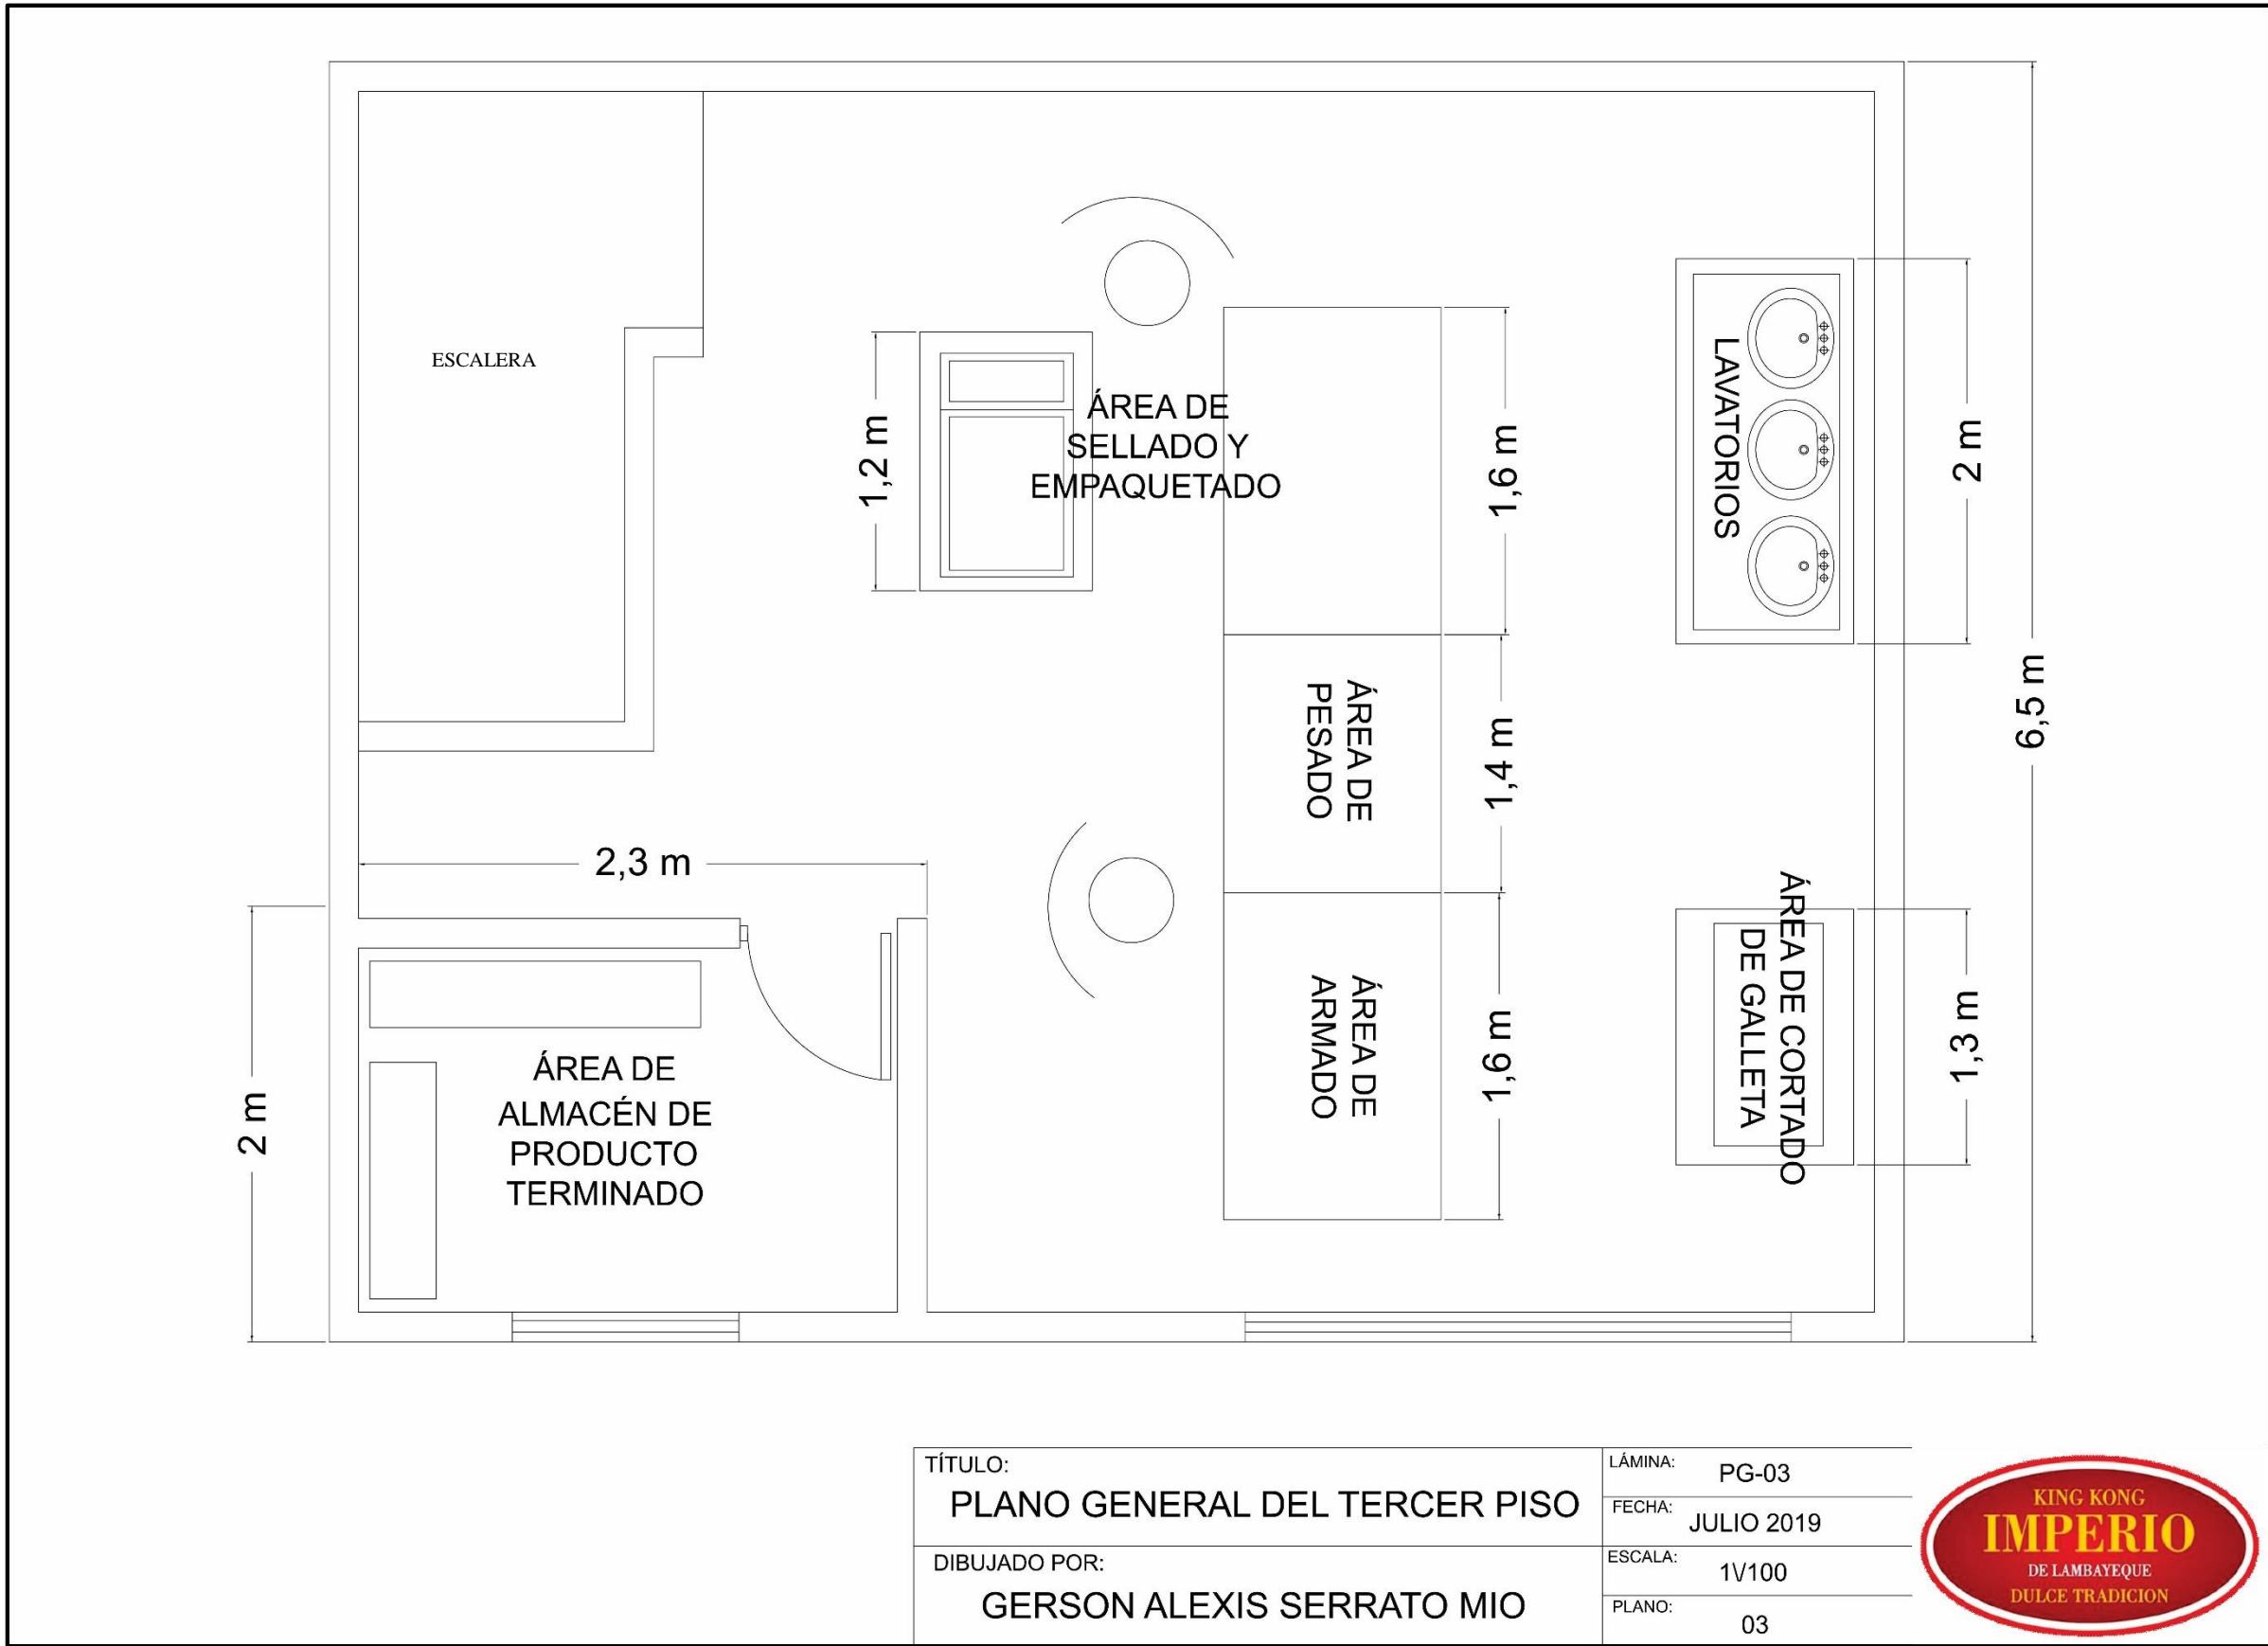 ESCALERA
ÁREA DE
SELLADO Y
EMPAQUETADO
1,2 m
1,6 m
LAVATORIOS
2 m
6,5 m
ÁREA DE
PESADO
1,4 m
2,3 m
2 m
ÁREA DE
ALMACÉN DE
PRODUCTO
TERMINADO
ÁREA DE
ARMADO
1,6 m
ÁREA DE CORTADO
DE GALLETA
1,3 m
TÍTULO:
PLANO GENERAL DEL TERCER PISO
DIBUJADO POR:
GERSON ALEXIS SERRATO MIO
LÁMINA: PG-03
FECHA: JULIO 2019
ESCALA: 1\/100
PLANO: 03
KING KONG
IMPERIO
DE LAMBAYEQUE
DULCE TRADICION